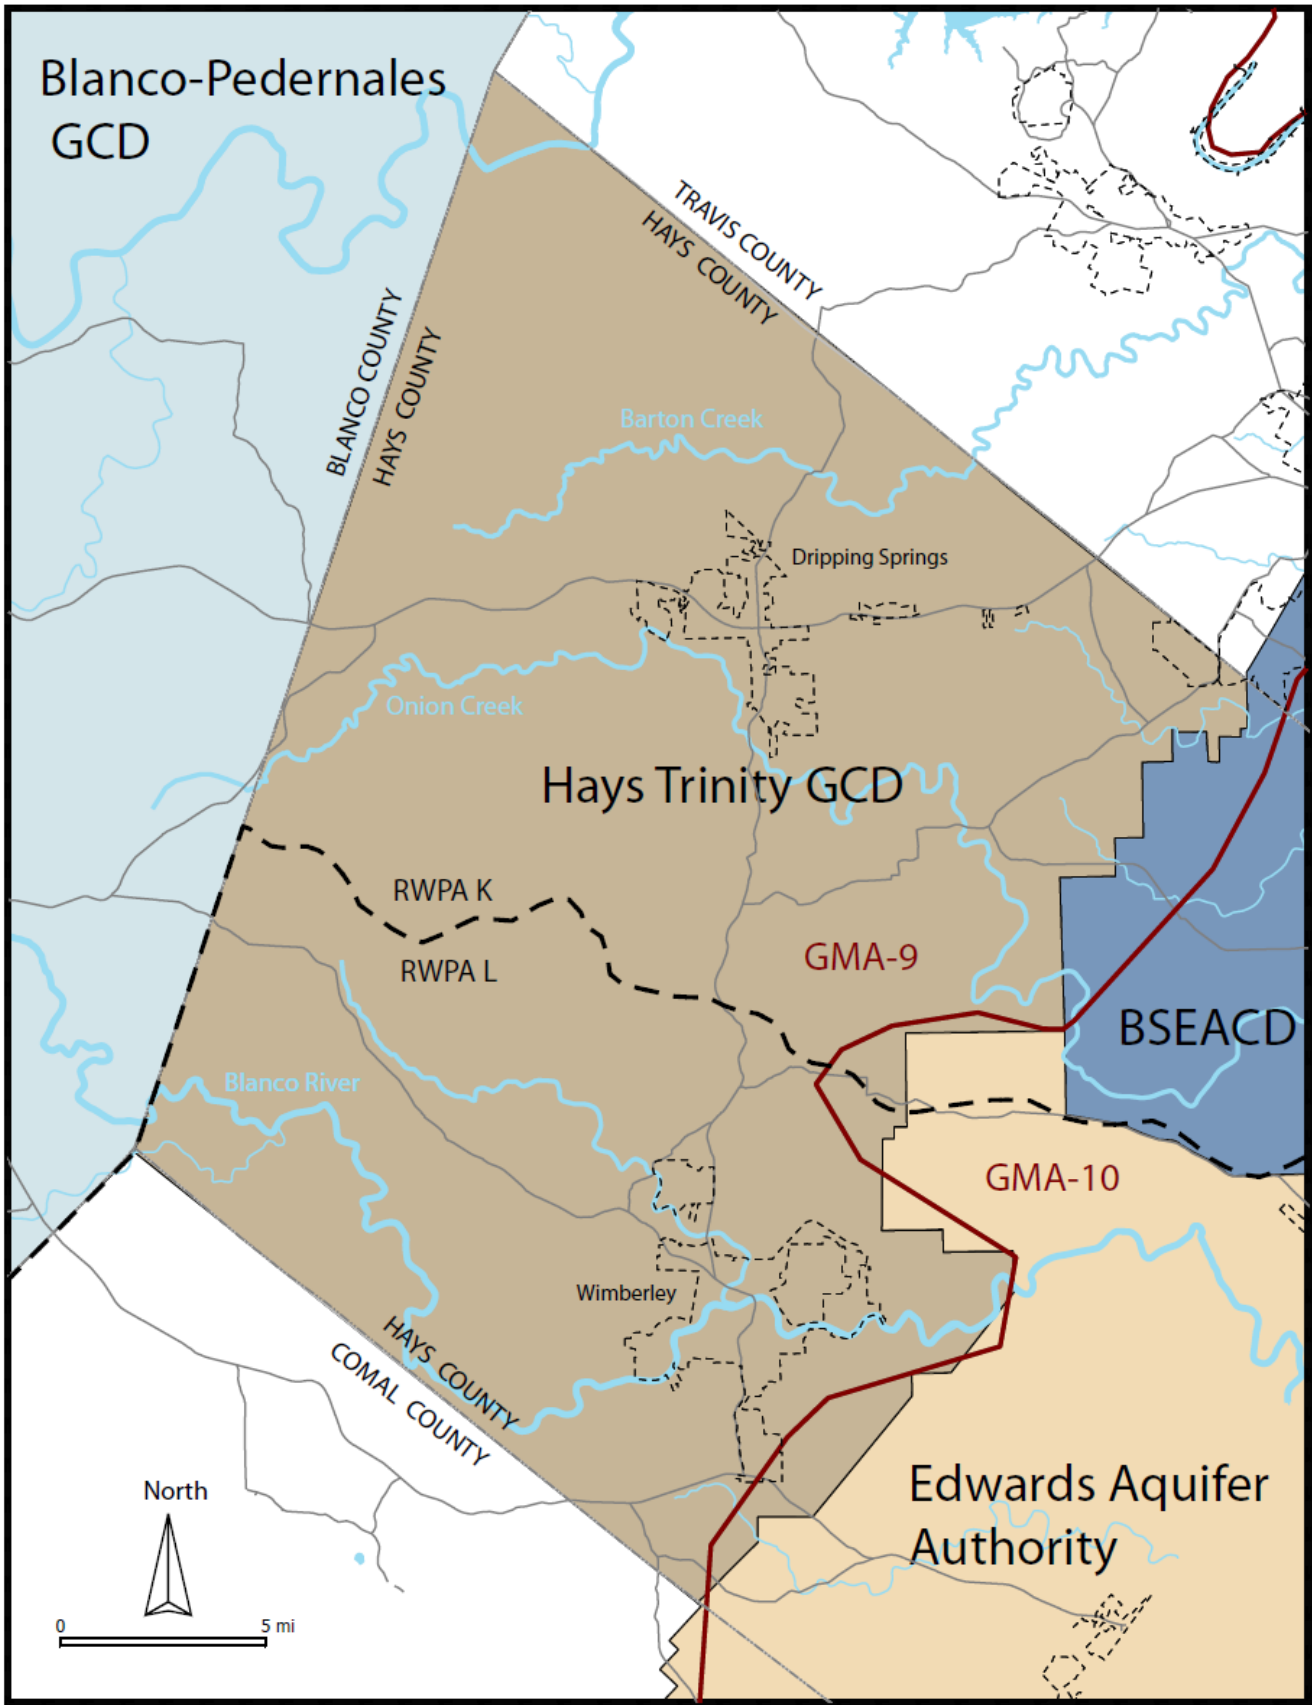 Blanco-Pedernales
GCD
TRAVIS COUNTY
HAYS COUNTY
BLANCO COUNTY
HAYS COUNTY
Barton Creek
Dripping Springs
Onion Creek
Hays Trinity GCD
RWPA K
RWPA L
GMA-9
BSEACD
Blanco River
GMA-10
Wimberley
HAYS COUNTY
COMAL COUNTY
North
0 5 mi
Edwards Aquifer
Authority